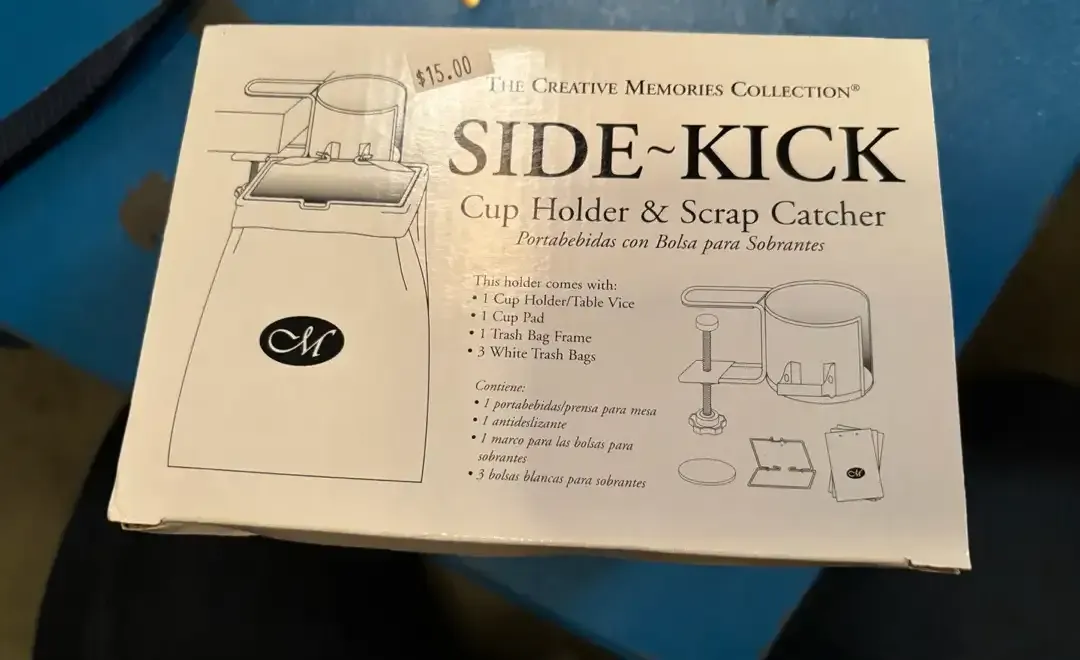 $15.00
THE CREATIVE MEMORIES COLLECTION®
SIDE~KICK
Cup Holder & Scrap Catcher
Portabebidas con Bolsa para Sobrantes
This holder comes with:
• 1 Cup Holder/Table Vice
• 1 Cup Pad
• 1 Trash Bag Frame
• 3 White Trash Bags
Contiene:
• 1 portabebidas/prensa para mesa
• 1 antideslizante
• 1 marco para las bolsas para
sobrantes
• 3 bolsas blancas para sobrantes
CM
CM